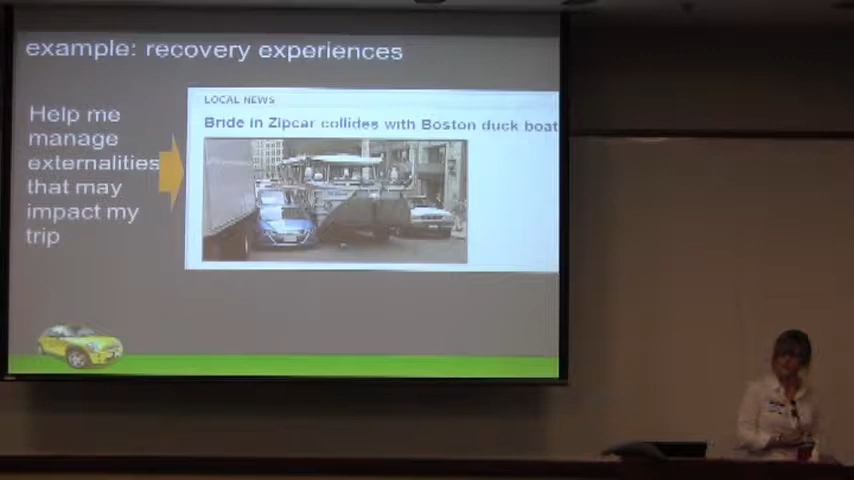 example: recovery experiences
Help me
manage
externalities
that may
impact my
trip
LOCAL NEWS
Bride in Zipcar collides with Boston duck boat